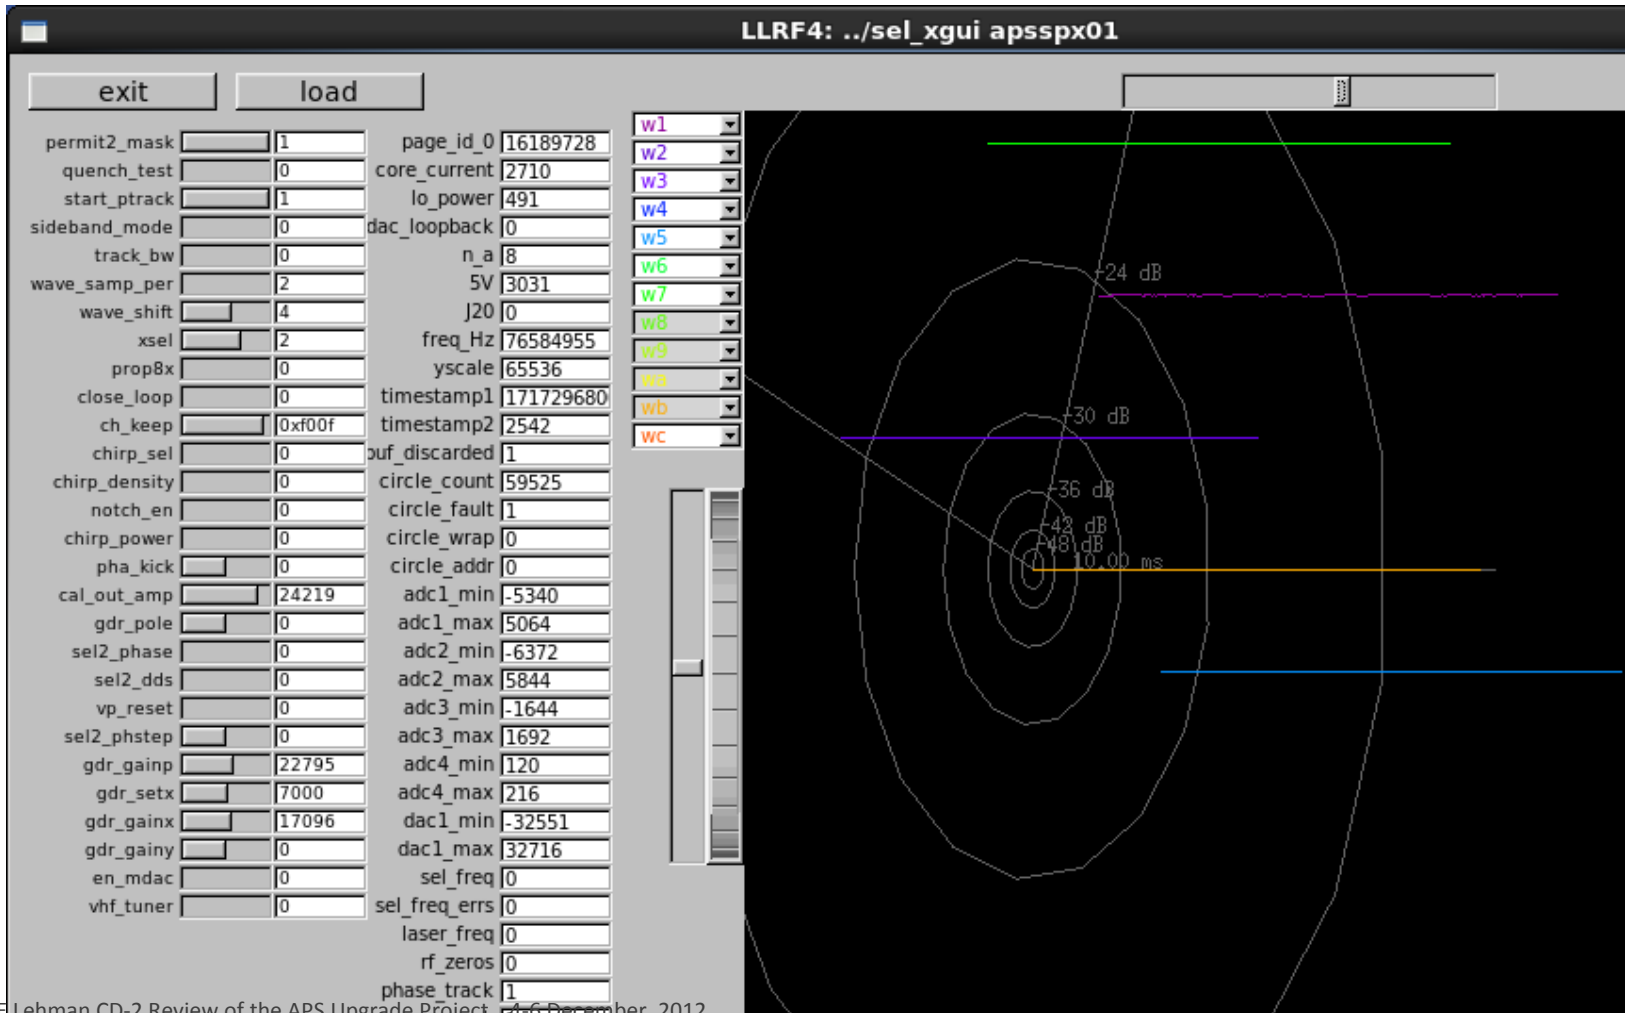 LLRF4: ../sel_xgui apsspx01
exit load
permit2_mask 1
quench_test 0
start_ptrack 1
sideband_mode 0
track_bw 0
wave_samp_per 2
wave_shift 4
xsel 2
prop8x 0
close_loop 0
ch_keep 0xf00f
chirp_sel 0
chirp_density 0
notch_en 0
chirp_power 0
pha_kick 0
cal_out_amp 24219
gdr_pole 0
sel2_phase 0
sel2_dds 0
vp_reset 0
sel2_phstep 0
gdr_gainp 22795
gdr_setx 7000
gdr_gainx 17096
gdr_gainy 0
en_mdac 0
vhf_tuner 0
page_id_0 16189728
core_current 2710
lo_power 491
dac_loopback 0
n_a 8
5V 3031
J20 0
freq_Hz 76584955
yscale 65536
timestamp1 171729680
timestamp2 2542
buf_discarded 1
circle_count 59525
circle_fault 1
circle_wrap 0
circle_addr 0
adc1_min -5340
adc1_max 5064
adc2_min -6372
adc2_max 5844
adc3_min -1644
adc3_max 1692
adc4_min 120
adc4_max 216
dac1_min -32551
dac1_max 32716
sel_freq 0
sel_freq_errs 0
laser_freq 0
rf_zeros 0
phase_track 1
w1
w2
w3
w4
w5
w6
w7
w8
w9
wa
wb
wc
-24 dB
-30 dB
-36 dB
-42 dB
-48 dB
10.00 ms
Lehman CD-2 Review of the APS Upgrade Project 4-6 December, 2012